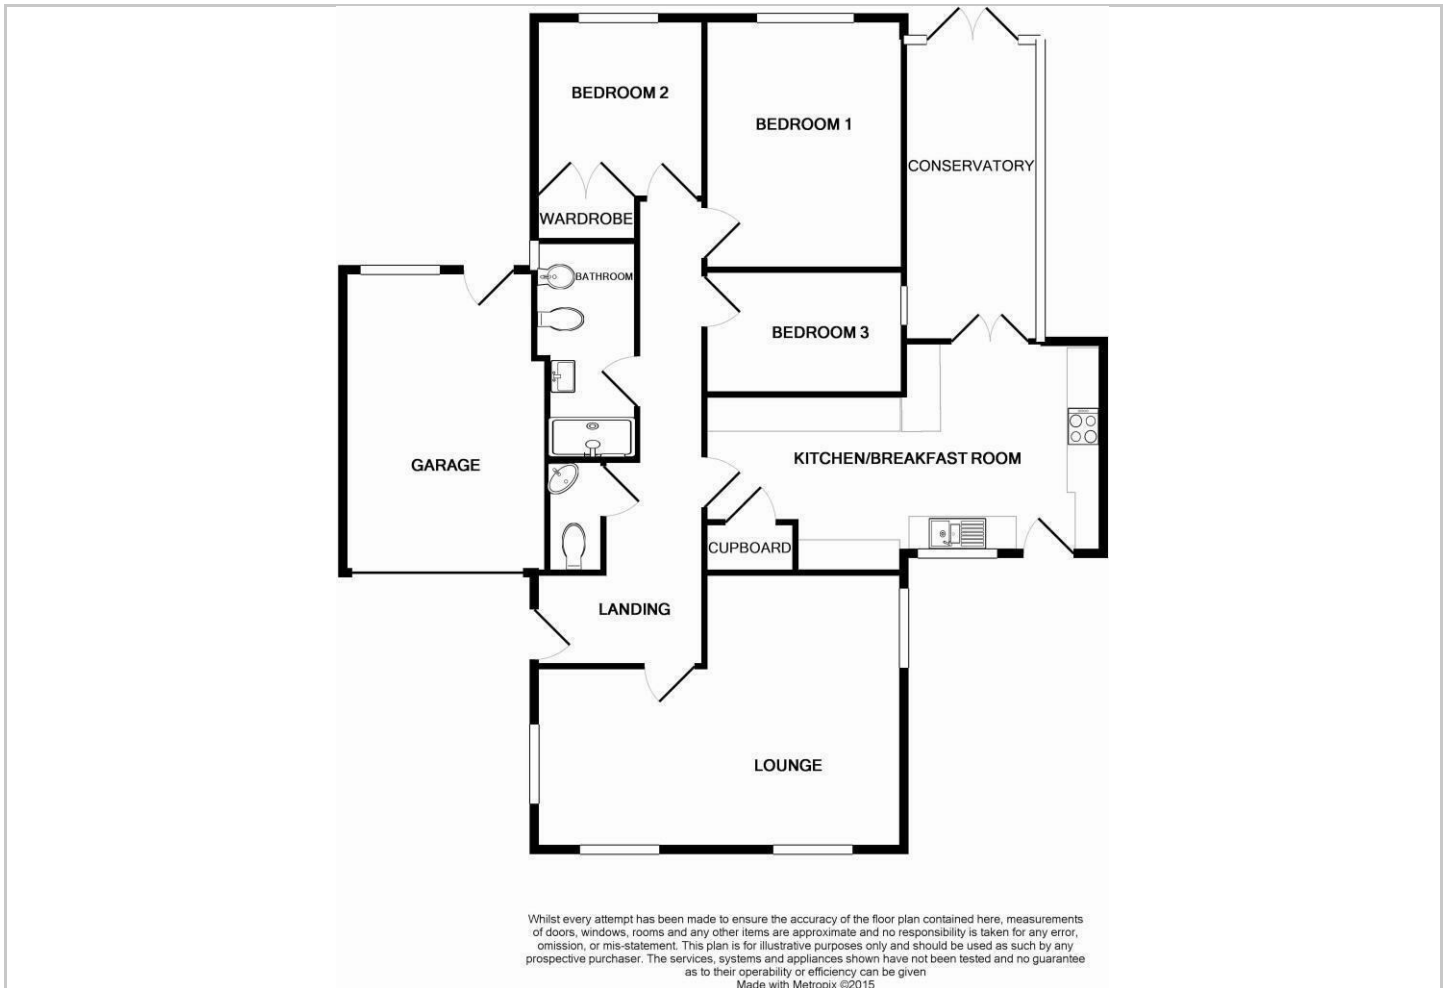 BEDROOM 2
BEDROOM 1
CONSERVATORY
WARDROBE
BATHROOM
BEDROOM 3
GARAGE
KITCHEN/BREAKFAST ROOM
CUPBOARD
LANDING
LOUNGE
Whilst every attempt has been made to ensure the accuracy of the floor plan contained here, measurements
of doors, windows, rooms and any other items are approximate and no responsibility is taken for any error,
omission, or mis-statement. This plan is for illustrative purposes only and should be used as such by any
prospective purchaser. The services, systems and appliances shown have not been tested and no guarantee
as to their operability or efficiency can be given
Made with Metropix ©2015